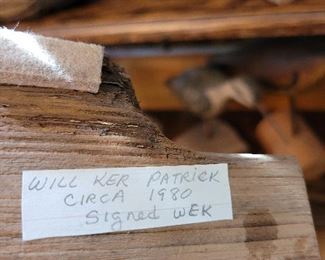 WILL KER PATRICK
CIRCA 1980
Signed WEK